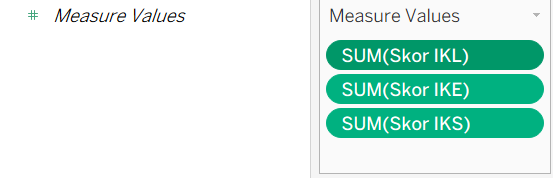 # Measure Values
Measure Values
SUM(Skor IKL)
SUM(Skor IKE)
SUM(Skor IKS)